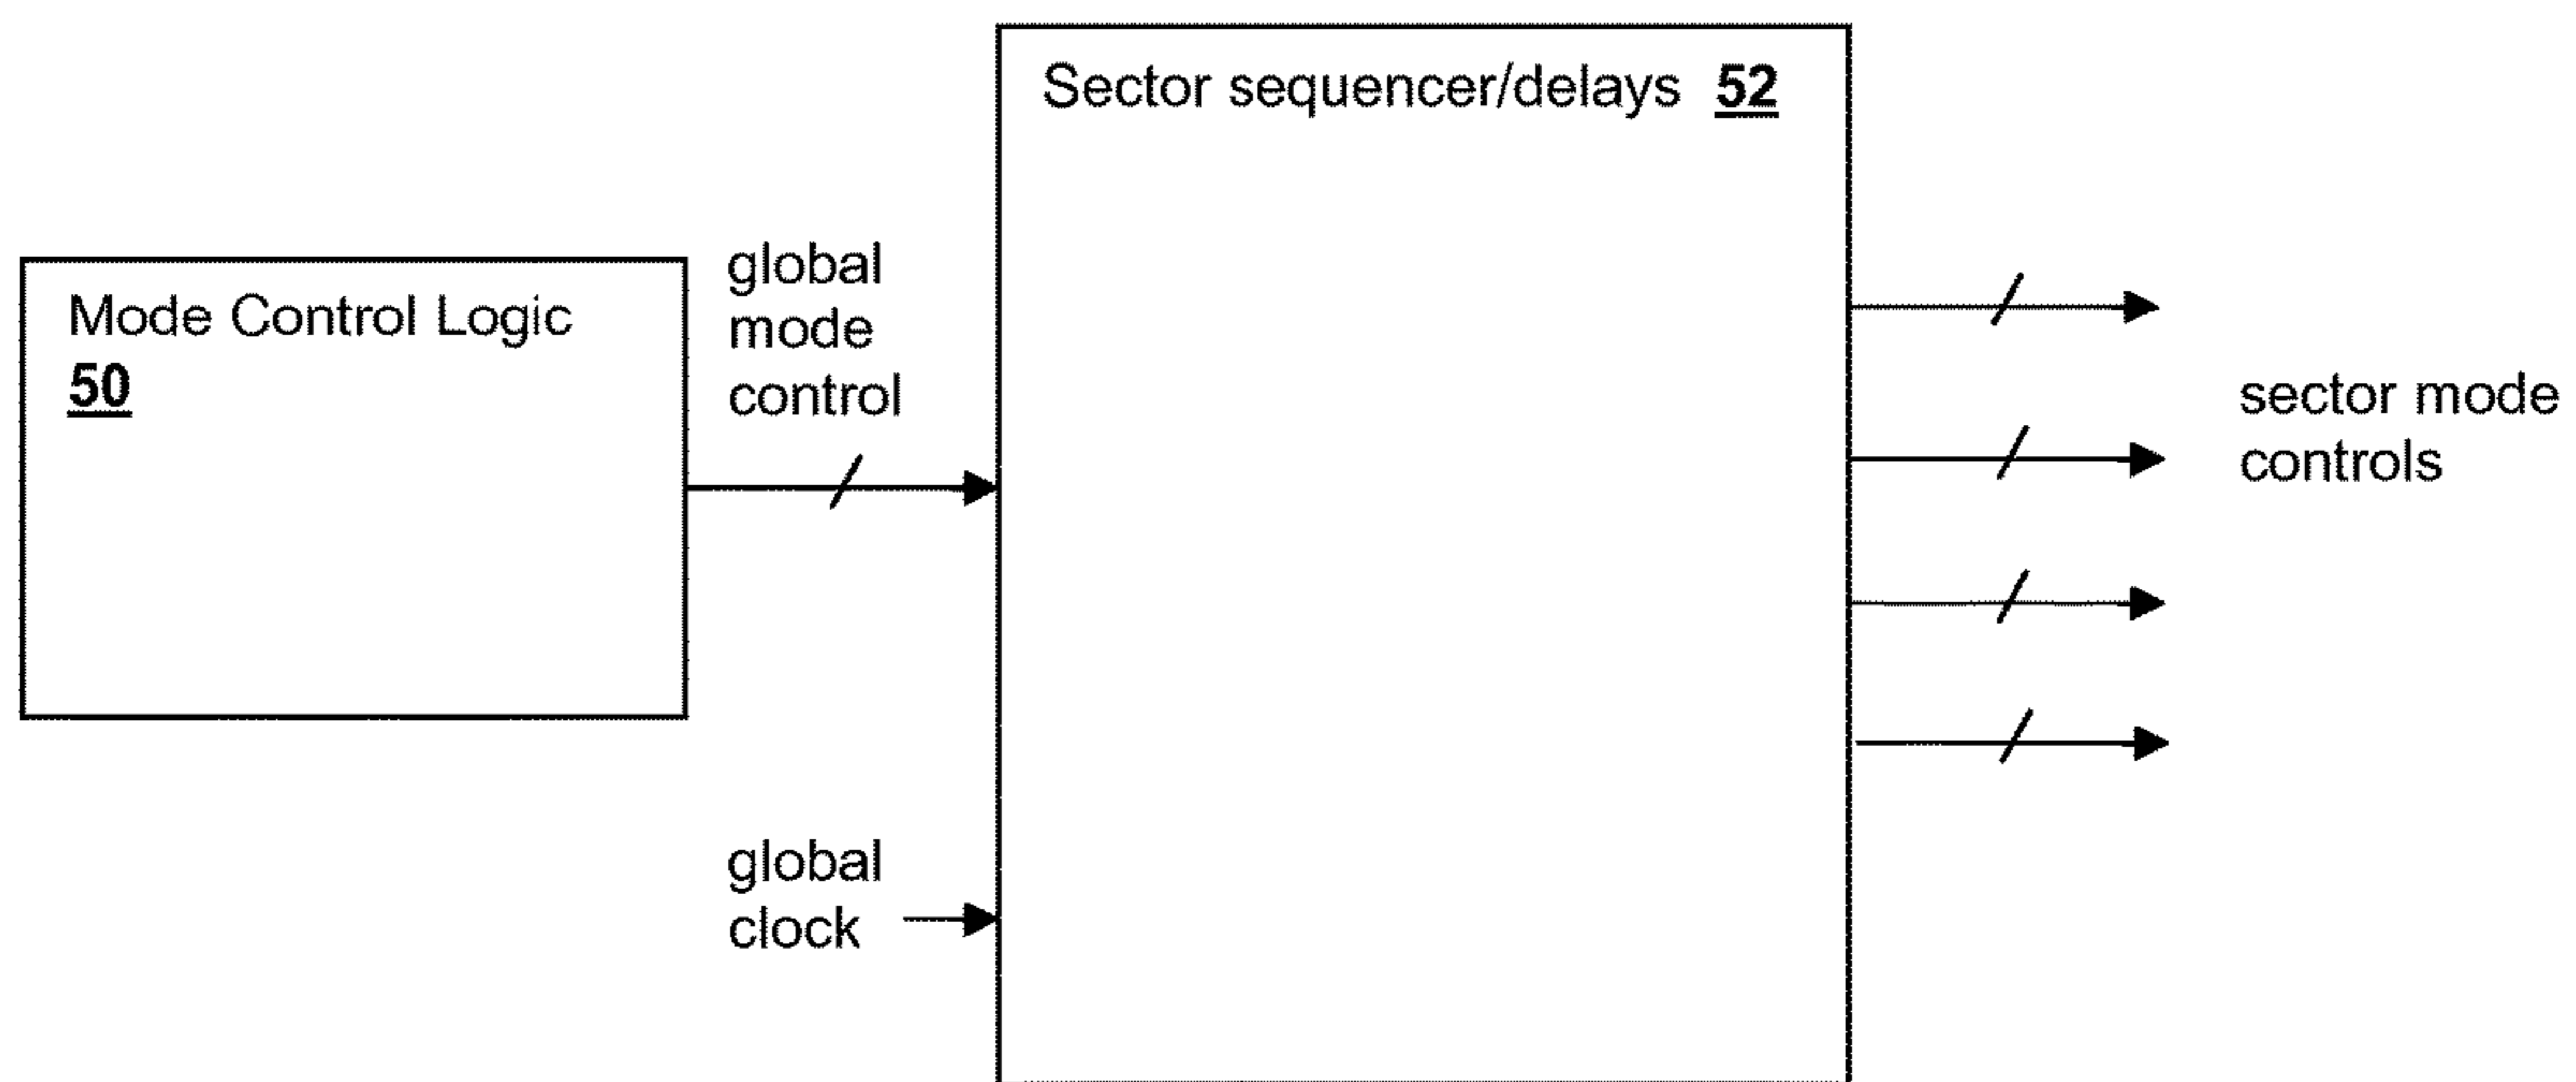 Sector sequencer/delays 52
Mode Control Logic
50
global
mode
control
sector mode
controls
global
clock